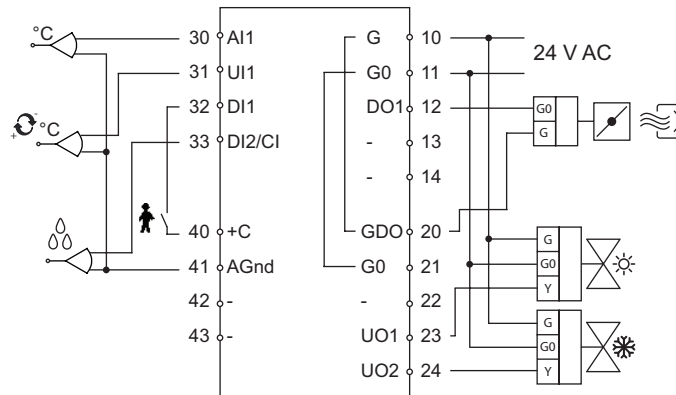 °C 30 AI1 G 10 24 V AC
31 UI1 G0 11
+ - °C 32 DI1 DO1 12 G0
33 DI2/CI - 13 G
- 14
40 +C GDO 20 G
41 AGnd G0 21 G0
42 - - 22 Y
43 - UO1 23 G
G0
UO2 24 Y